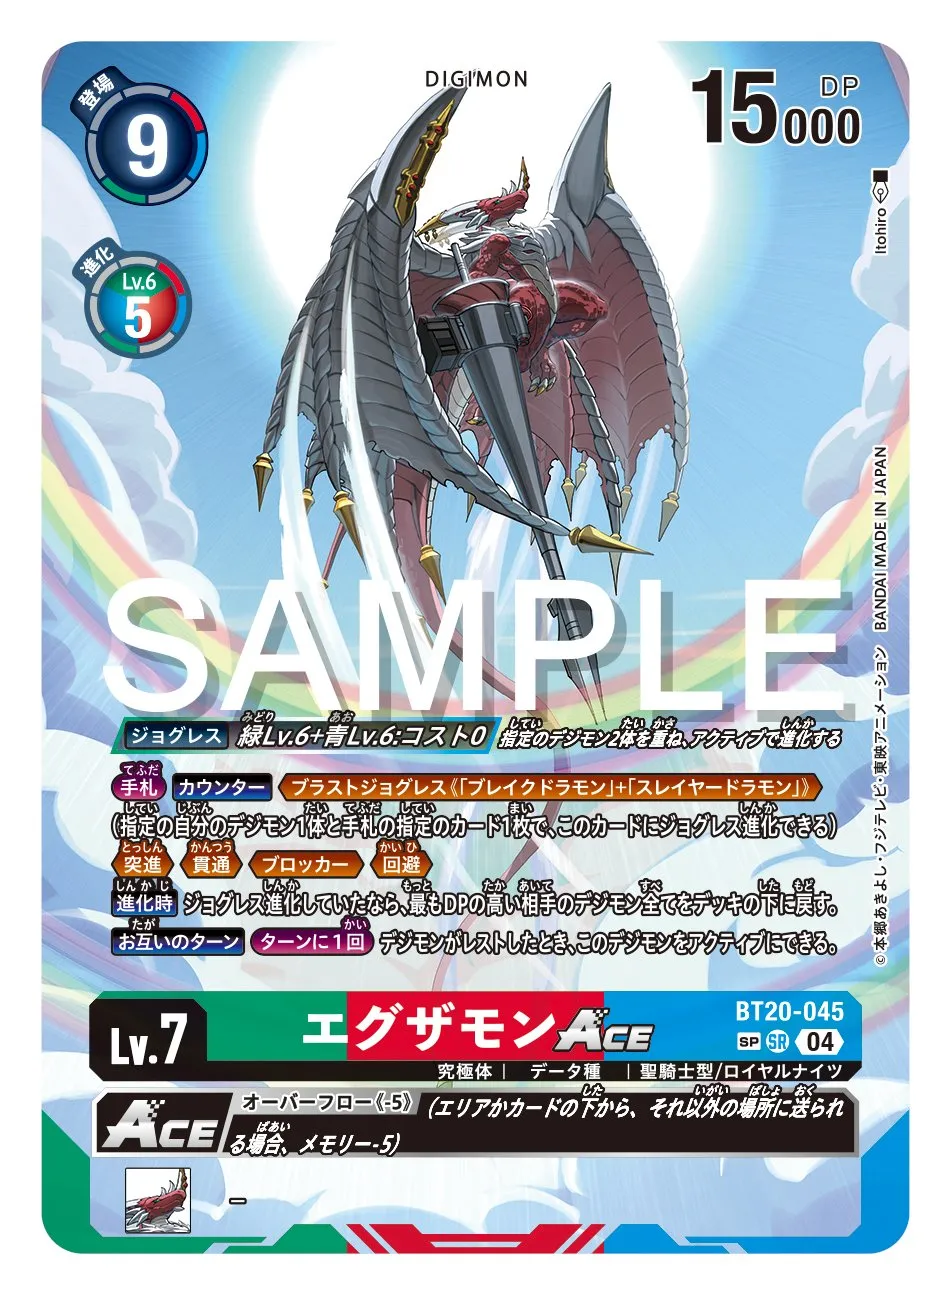 DIGIMON
登場
9
15000
DP
Itohiro
進化
Lv.6
5
BANDAI MADE IN JAPAN
©本郷あきよし・フジテレビ・東映アニメーション
SAMPLE
ジョグレス 緑Lv.6+青Lv.6:コスト0 指定のデジモン2体を重ね、アクティブで進化する
手札 カウンター ブラストジョグレス《「ブレイクドラモン」+「スレイヤードラモン」》
(指定の自分のデジモン1体と手札の指定のカード1枚で、このカードにジョグレス進化できる)
突進 貫通 ブロッカー 回避
進化時 ジョグレス進化していたなら、最もDPの高い相手のデジモン全てをデッキの下に戻す。
お互いのターン ターンに1回 デジモンがレストしたとき、このデジモンをアクティブにできる。
BT20-045
Lv.7 エグザモンACE SP SR 04
究極体 | データ種 | 聖騎士型/ロイヤルナイツ
ACE オーバーフロー《-5》 (エリアかカードの下から、それ以外の場所に送られ
る場合、メモリー-5)
-